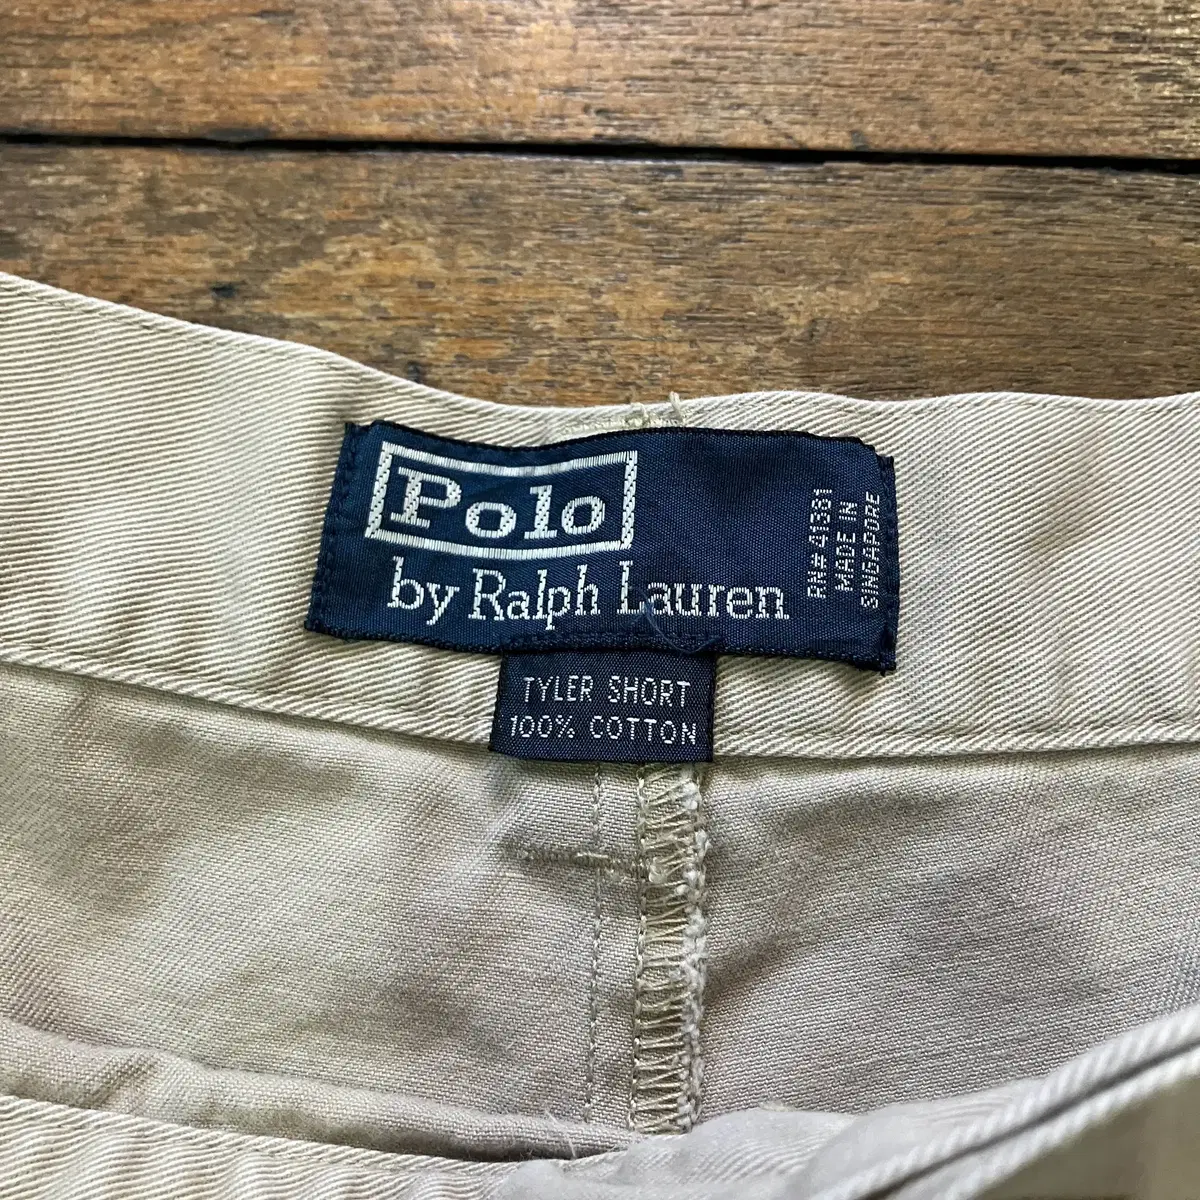 Polo
by Ralph Lauren
RN# 41381
MADE IN
SINGAPORE
TYLER SHORT
100% COTTON